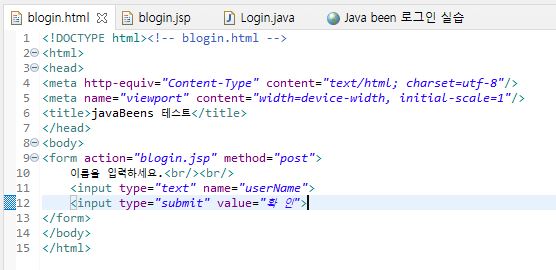 blogin.html blogin.jsp Login.java Java been 로그인 실습
1 <!DOCTYPE html><!-- blogin.html -->
2 <html>
3 <head>
4 <meta http-equiv="Content-Type" content="text/html; charset=utf-8"/>
5 <meta name="viewport" content="width=device-width, initial-scale=1"/>
6 <title>javaBeens 테스트</title>
7 </head>
8 <body>
9 <form action="blogin.jsp" method="post">
10 이름을 입력하세요.<br/><br/>
11 <input type="text" name="userName">
12 <input type="submit" value="확 인">
13 </form>
14 </body>
15 </html>